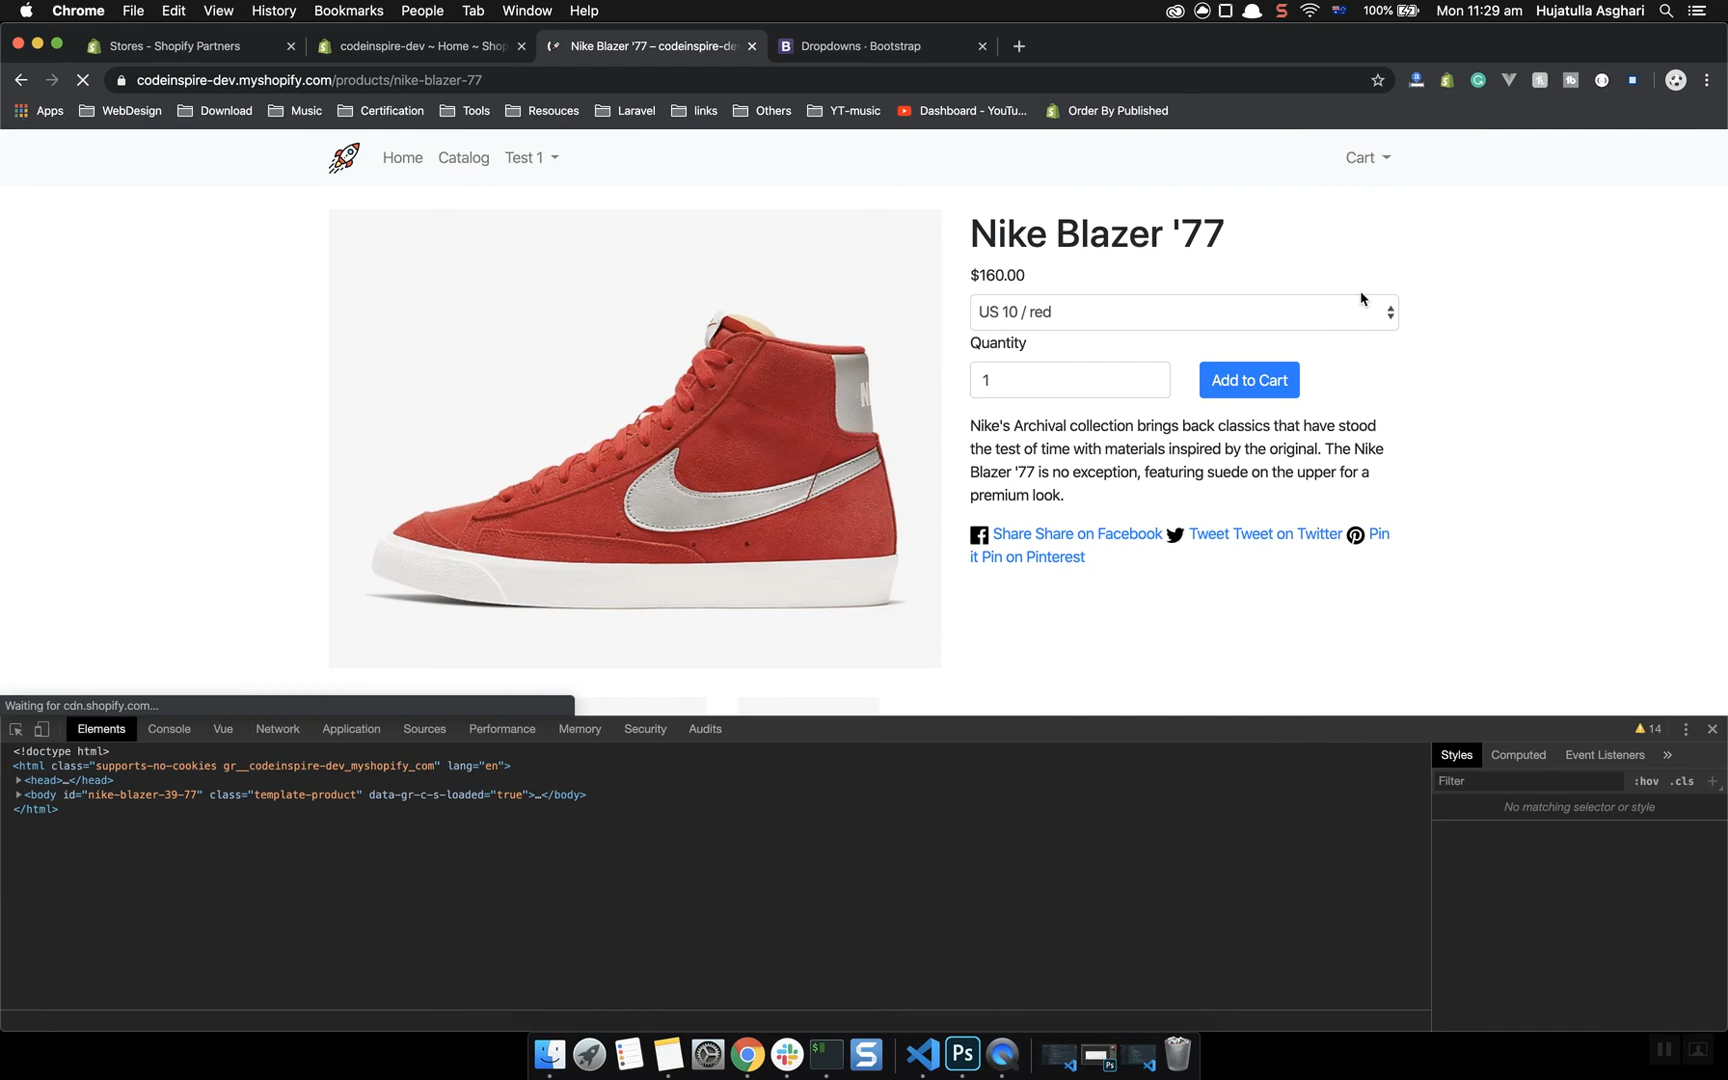 Chrome File Edit View History Bookmarks People Tab Window Help
100% Mon 11:29 am Hujatulla Asghari
Stores - Shopify Partners
codeinspire-dev ~ Home ~ Shop
Nike Blazer '77 – codeinspire-de
Dropdowns · Bootstrap
codeinspire-dev.myshopify.com/products/nike-blazer-77
Apps WebDesign Download Music Certification Tools Resouces Laravel links Others YT-music Dashboard - YouTu... Order By Published
Home Catalog Test 1 Cart
Nike Blazer '77
$160.00
US 10 / red
Quantity
1 Add to Cart
Nike's Archival collection brings back classics that have stood
the test of time with materials inspired by the original. The Nike
Blazer '77 is no exception, featuring suede on the upper for a
premium look.
Share Share on Facebook Tweet Tweet on Twitter Pin
it Pin on Pinterest
Waiting for cdn.shopify.com...
Elements Console Vue Network Application Sources Performance Memory Security Audits 14
<!doctype html>
<html class="supports-no-cookies gr__codeinspire-dev_myshopify_com" lang="en">
<head>…</head>
<body id="nike-blazer-39-77" class="template-product" data-gr-c-s-loaded="true">…</body>
</html>
Styles Computed Event Listeners »
Filter :hov .cls +
No matching selector or style